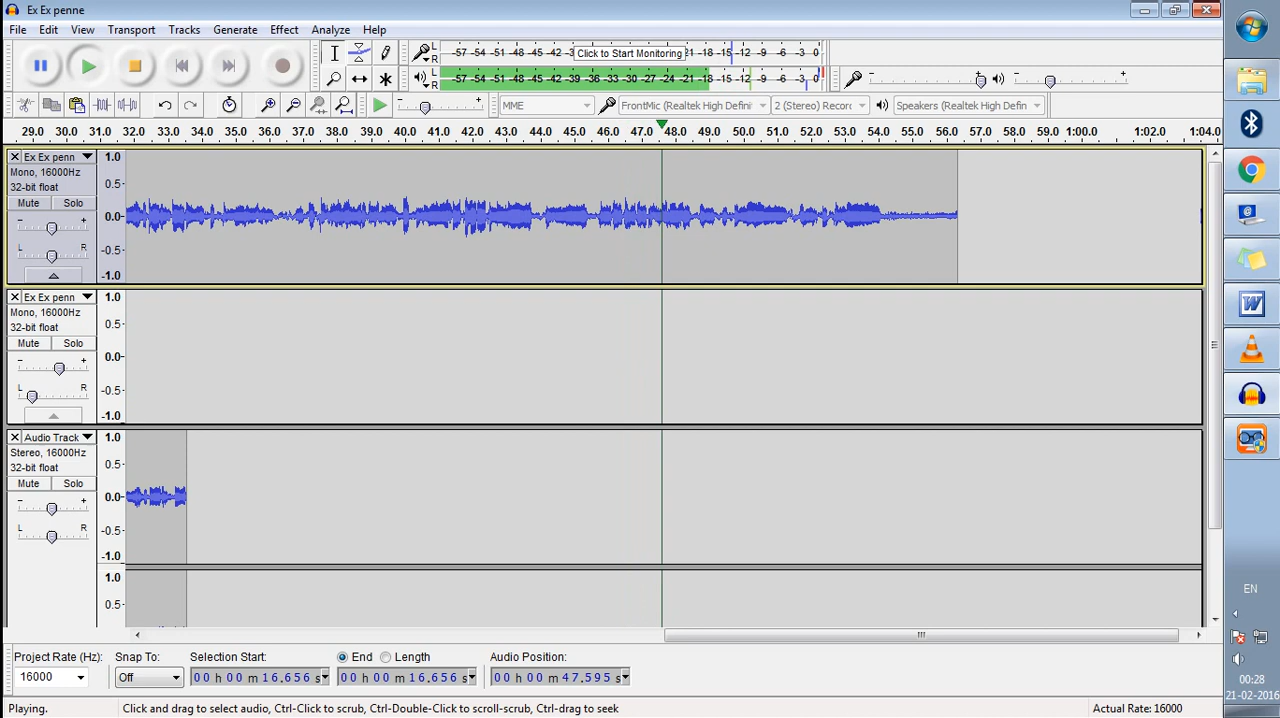 Ex Ex penne
File Edit View Transport Tracks Generate Effect Analyze Help
L R -57 -54 -51 -48 -45 -42 -3 Click to Start Monitoring -15 -12 -9 -6 -3 0
L R -57 -54 -51 -48 -45 -42 -39 -36 -33 -30 -27 -24 -21 -18 -15 -12 -9 -6 -3 0
- + - +
- + MME FrontMic (Realtek High Defini 2 (Stereo) Recorc Speakers (Realtek High Defin
29.0 30.0 31.0 32.0 33.0 34.0 35.0 36.0 37.0 38.0 39.0 40.0 41.0 42.0 43.0 44.0 45.0 46.0 47.0 48.0 49.0 50.0 51.0 52.0 53.0 54.0 55.0 56.0 57.0 58.0 59.0 1:00.0 1:02.0 1:04.0
Ex Ex penn 1.0
Mono, 16000Hz
32-bit float 0.5
Mute Solo
- + 0.0
L R -0.5
-1.0
Ex Ex penn 1.0
Mono, 16000Hz
32-bit float 0.5
Mute Solo
- + 0.0
L R -0.5
-1.0
Audio Track 1.0
Stereo, 16000Hz
32-bit float 0.5
Mute Solo
- + 0.0
L R -0.5
-1.0
1.0
0.5
EN
Project Rate (Hz): Snap To: Selection Start: End Length Audio Position:
16000 Off 00 h 00 m 16.656 s 00 h 00 m 16.656 s 00 h 00 m 47.595 s
00:28
21-02-2016
Playing. Click and drag to select audio, Ctrl-Click to scrub, Ctrl-Double-Click to scroll-scrub, Ctrl-drag to seek Actual Rate: 16000